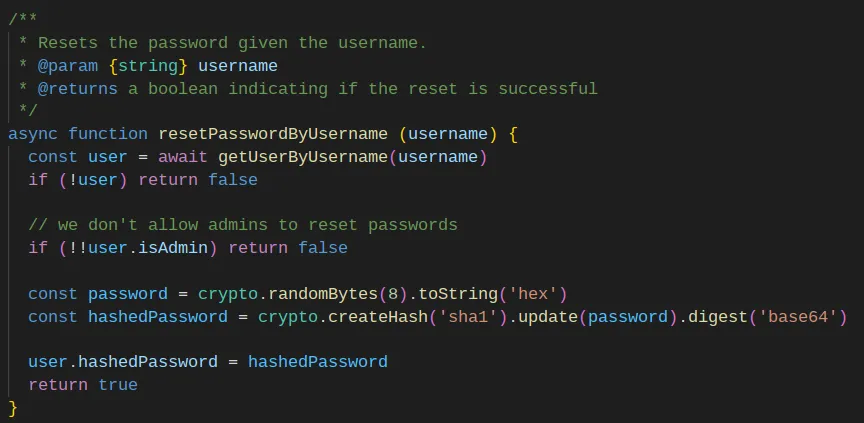 /**
 * Resets the password given the username.
 * @param {string} username
 * @returns a boolean indicating if the reset is successful
 */
async function resetPasswordByUsername (username) {
  const user = await getUserByUsername(username)
  if (!user) return false

  // we don't allow admins to reset passwords
  if (!!user.isAdmin) return false

  const password = crypto.randomBytes(8).toString('hex')
  const hashedPassword = crypto.createHash('sha1').update(password).digest('base64')

  user.hashedPassword = hashedPassword
  return true
}